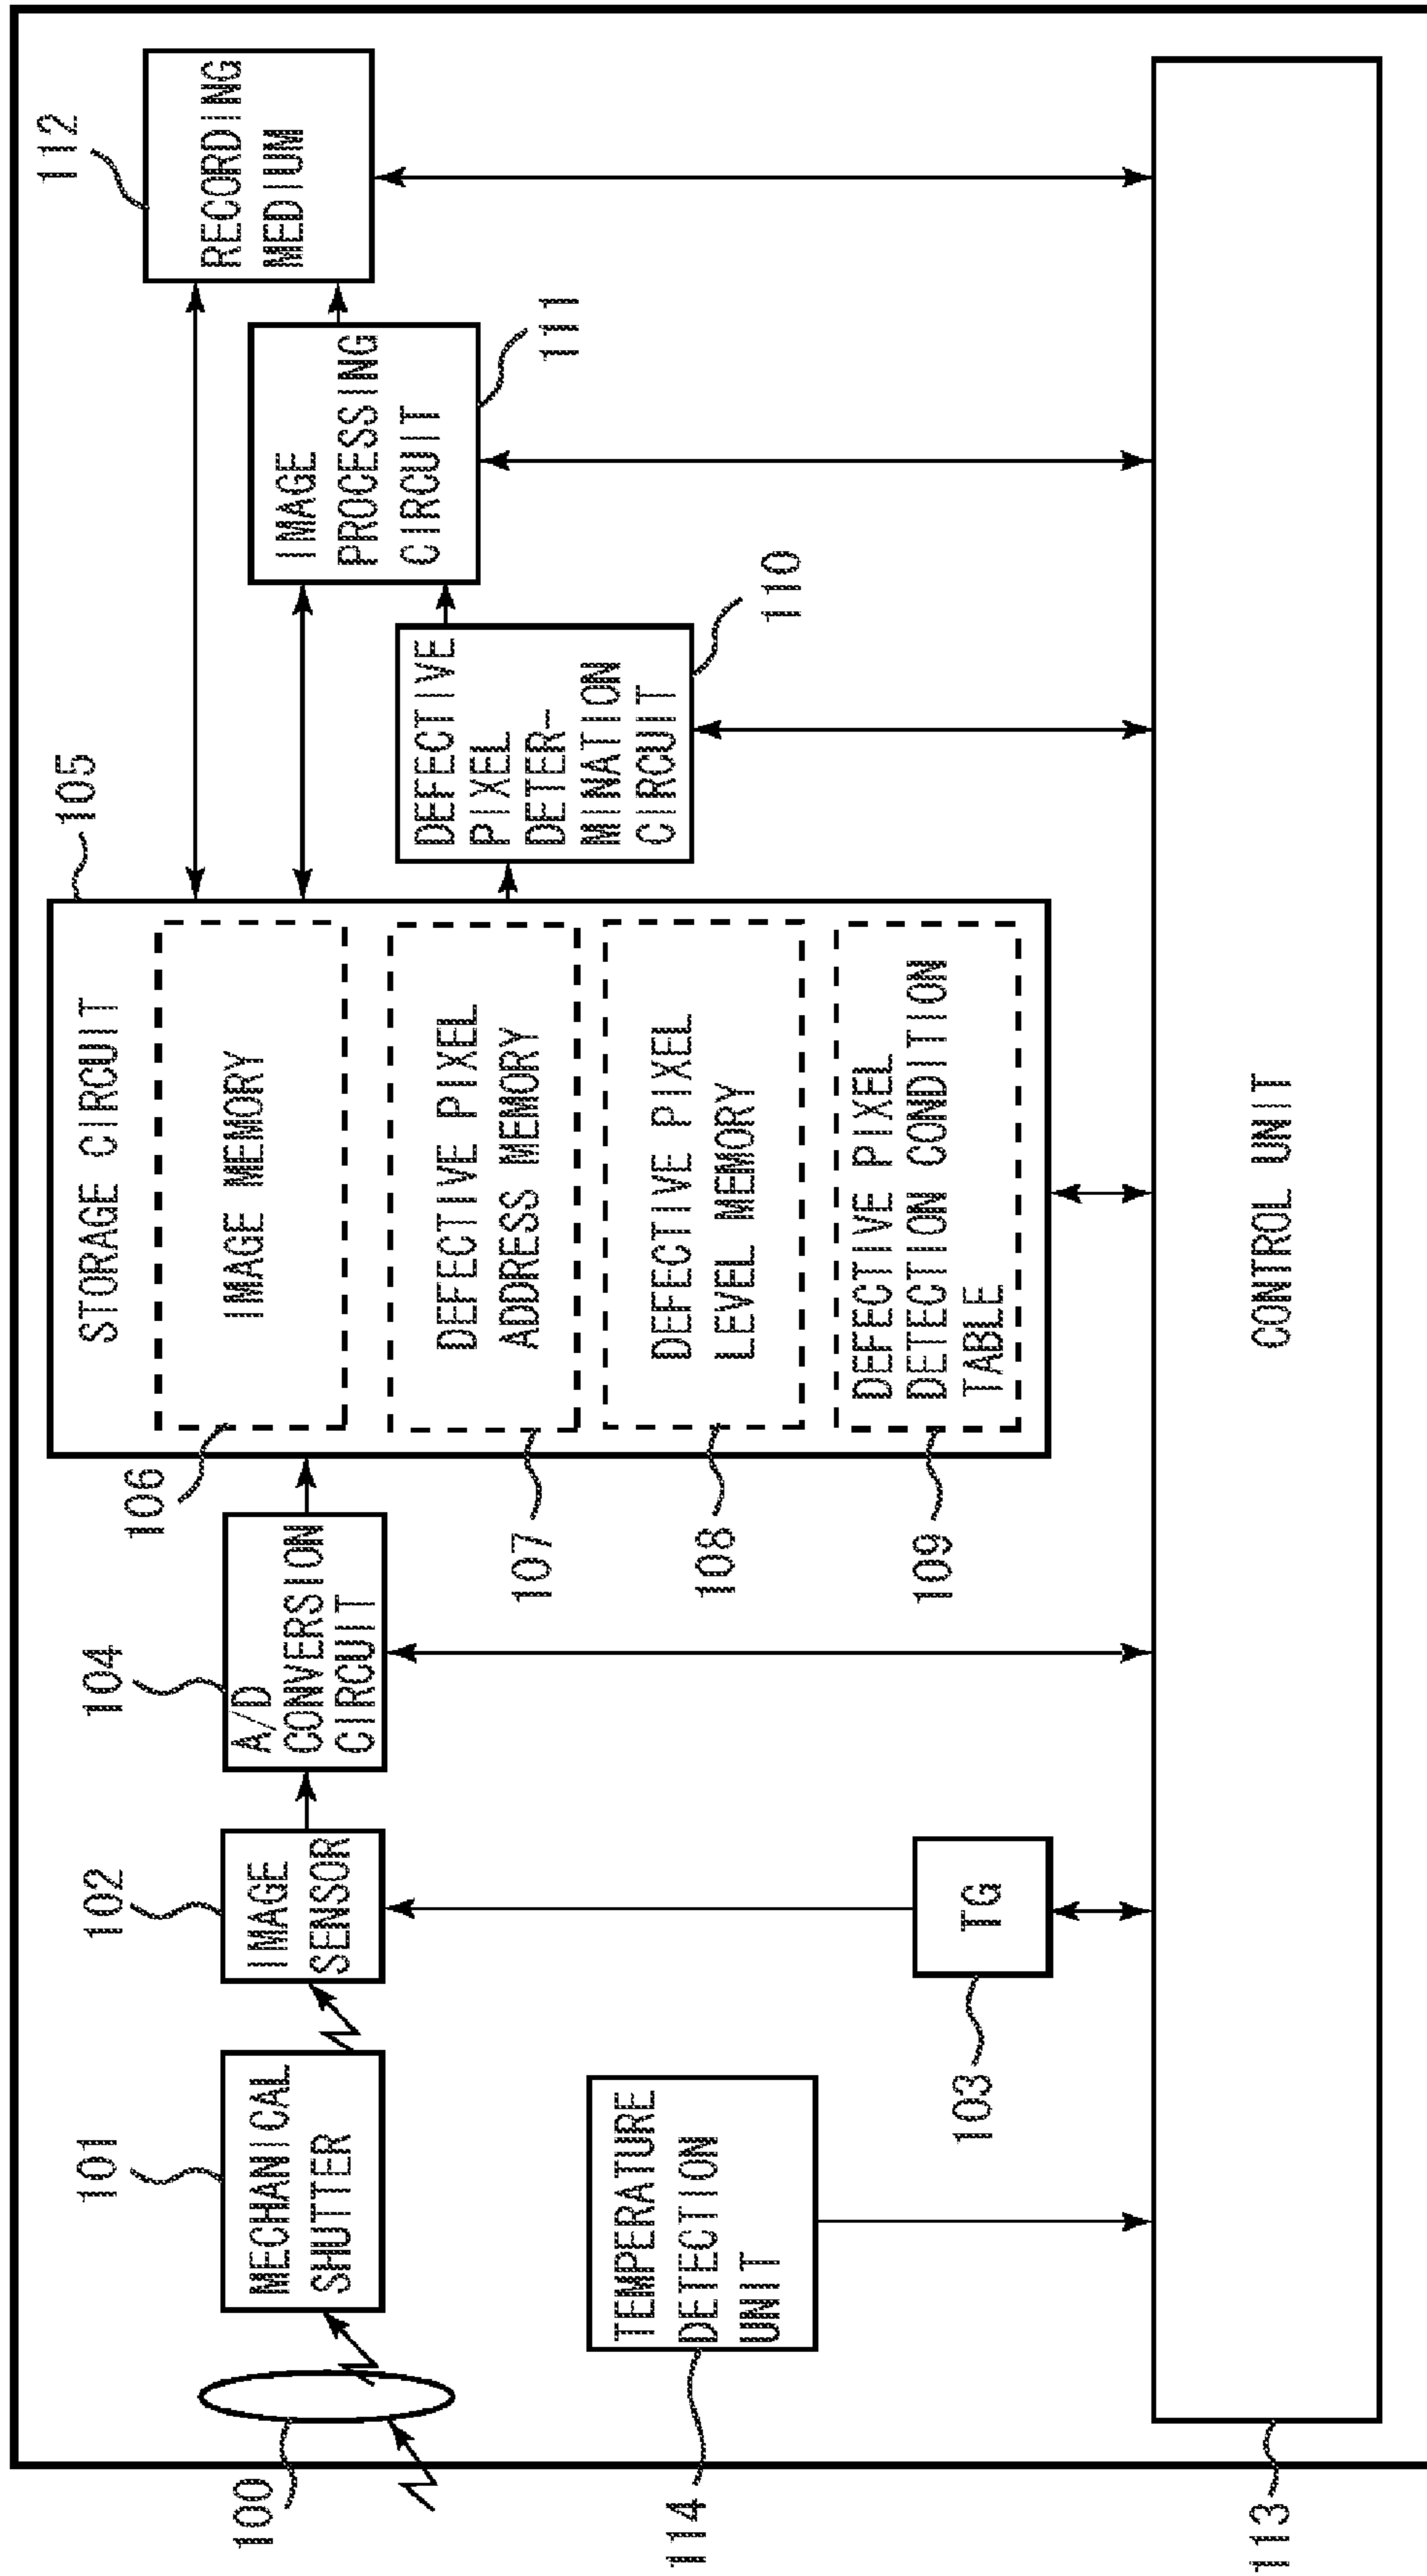 112
RECORDING
MEDIUM
111
IMAGE
PROCESSING
CIRCUIT
110
DEFECTIVE
PIXEL
DETER-
MINATION
CIRCUIT
105
STORAGE CIRCUIT
IMAGE MEMORY
106
DEFECTIVE PIXEL
ADDRESS MEMORY
107
DEFECTIVE PIXEL
LEVEL MEMORY
108
DEFECTIVE PIXEL
DETECTION CONDITION
TABLE
109
104
A/D
CONVERSION
CIRCUIT
102
IMAGE
SENSOR
TG
103
101
MECHANICAL
SHUTTER
TEMPERATURE
DETECTION
UNIT
114
100
CONTROL UNIT
113